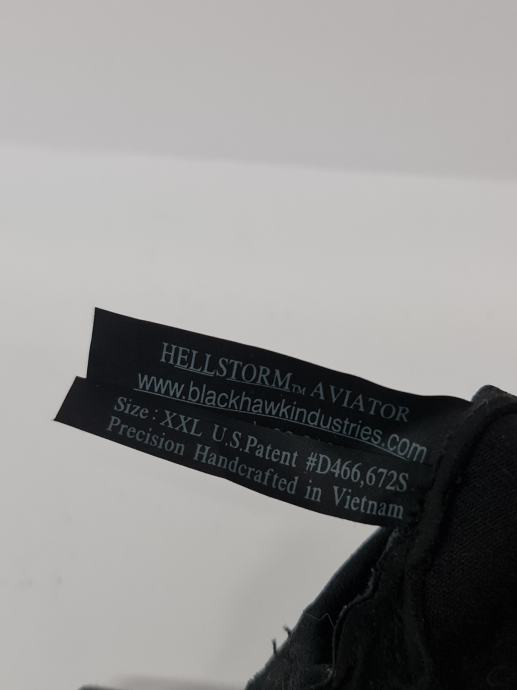 HELLSTORM™ AVIATOR
www.blackhawkindustries.com
Size: XXL U.S.Patent #D466,672S
Precision Handcrafted in Vietnam